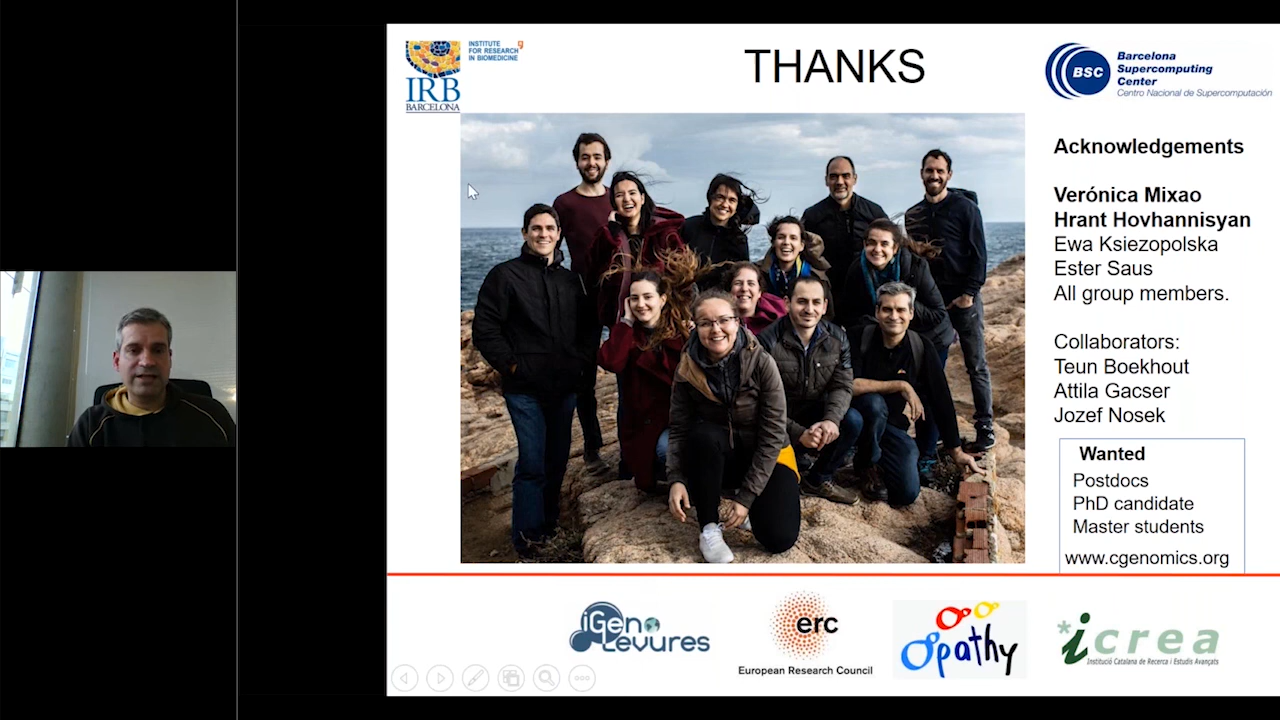 INSTITUTE
FOR RESEARCH
IN BIOMEDICINE
IRB
BARCELONA
THANKS
BSC
Barcelona
Supercomputing
Center
Centro Nacional de Supercomputación
Acknowledgements
Verónica Mixao
Hrant Hovhannisyan
Ewa Ksiezopolska
Ester Saus
All group members.
Collaborators:
Teun Boekhout
Attila Gacser
Jozef Nosek
Wanted
Postdocs
PhD candidate
Master students
www.cgenomics.org
iGeno
Levures
erc
European Research Council
Opathy
*icrea
Institució Catalana de Recerca i Estudis Avançats